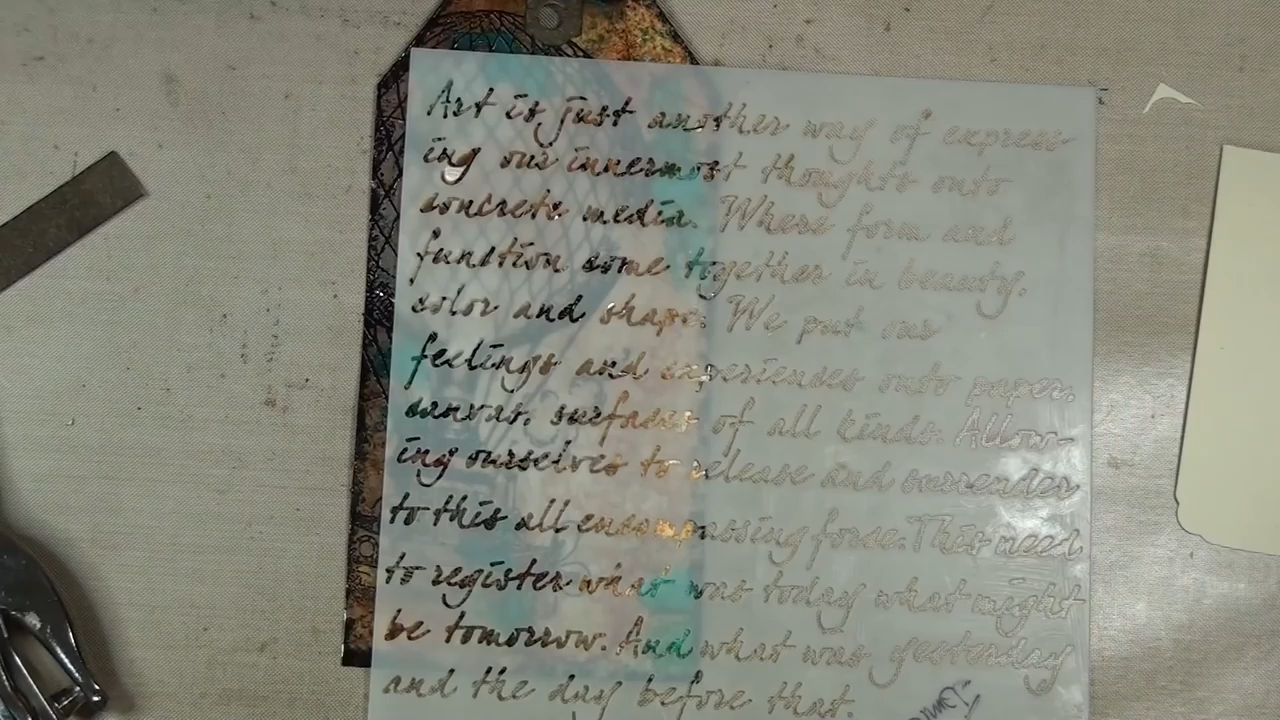 Art is just another way of express-
ing our innermost thoughts onto
concrete media. Where form and
function come together in beauty,
color and shape. We put our
feelings and experiences onto paper,
canvas, surfaces of all kinds. Allow-
ing ourselves to release and surrender
to this all encompassing force. This need
to register what was today what might
be tomorrow. And what was yesterday
and the day before that.